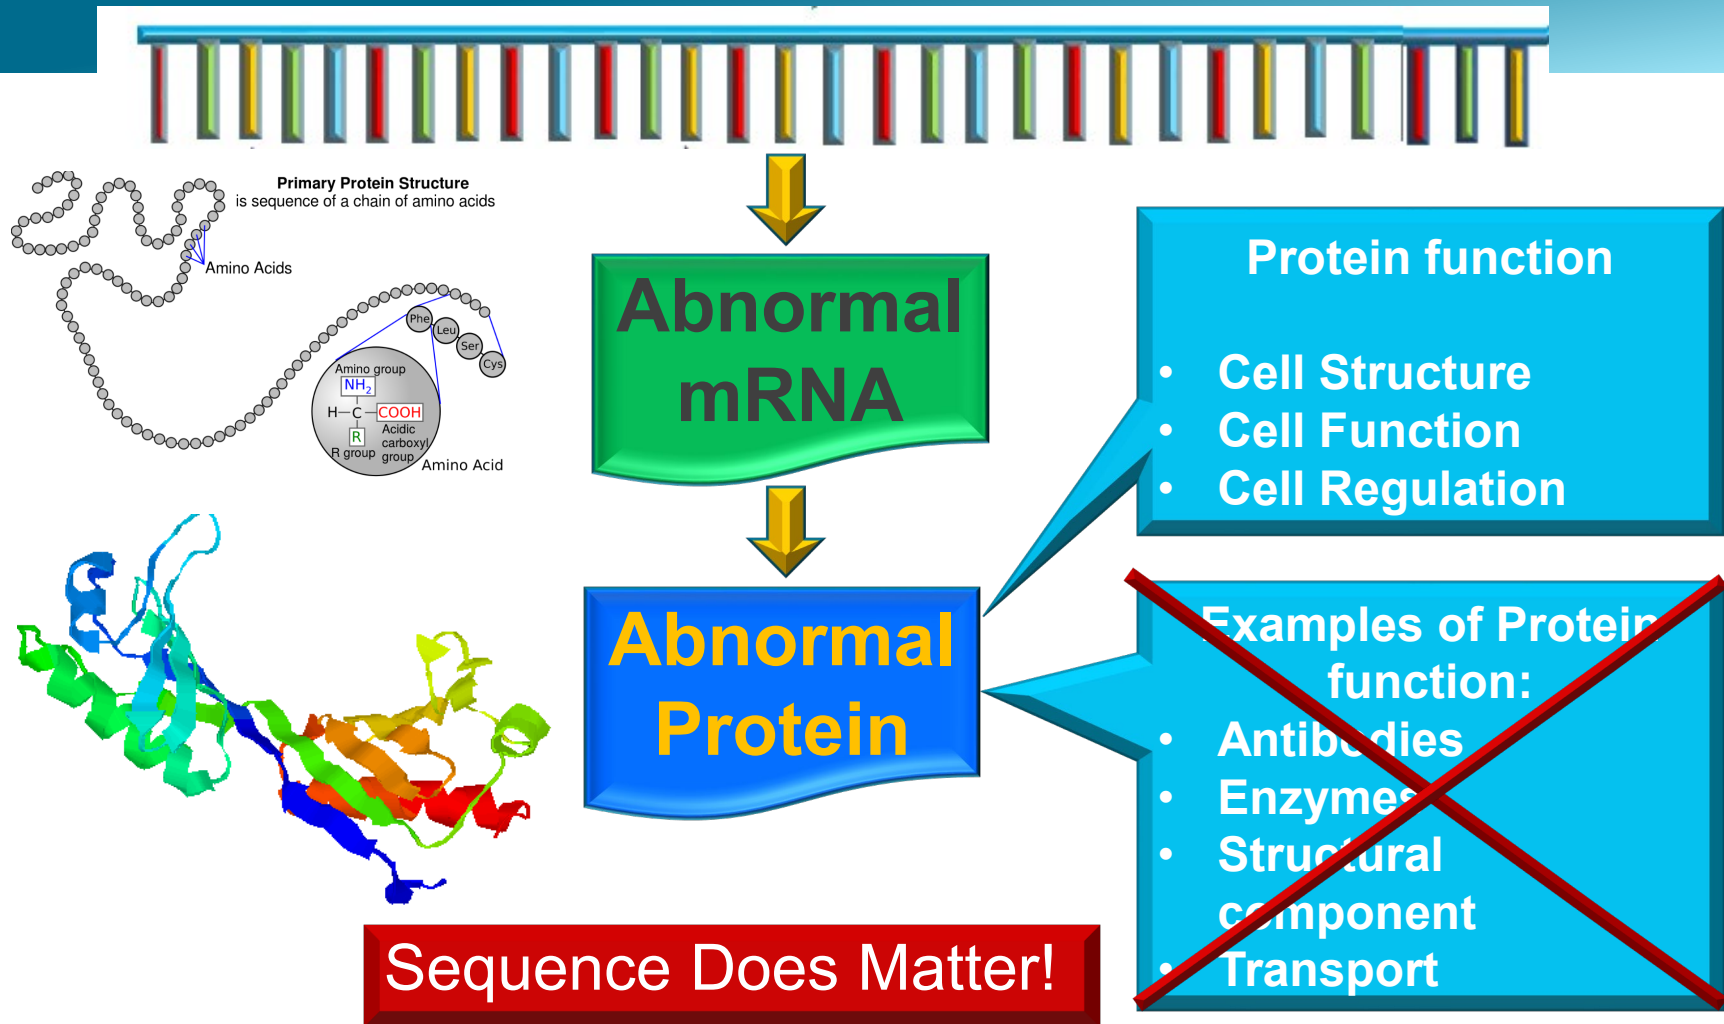 Primary Protein Structure
is sequence of a chain of amino acids
Amino Acids
Phe
Leu
Ser
Cys
Amino group
NH2
H
C
COOH
R
Acidic
carboxyl
group
R group
Amino Acid
Abnormal
mRNA
Abnormal
Protein
Protein function
• Cell Structure
• Cell Function
• Cell Regulation
Examples of Protein
function:
• Antibodies
• Enzymes
• Structural
component
• Transport
Sequence Does Matter!